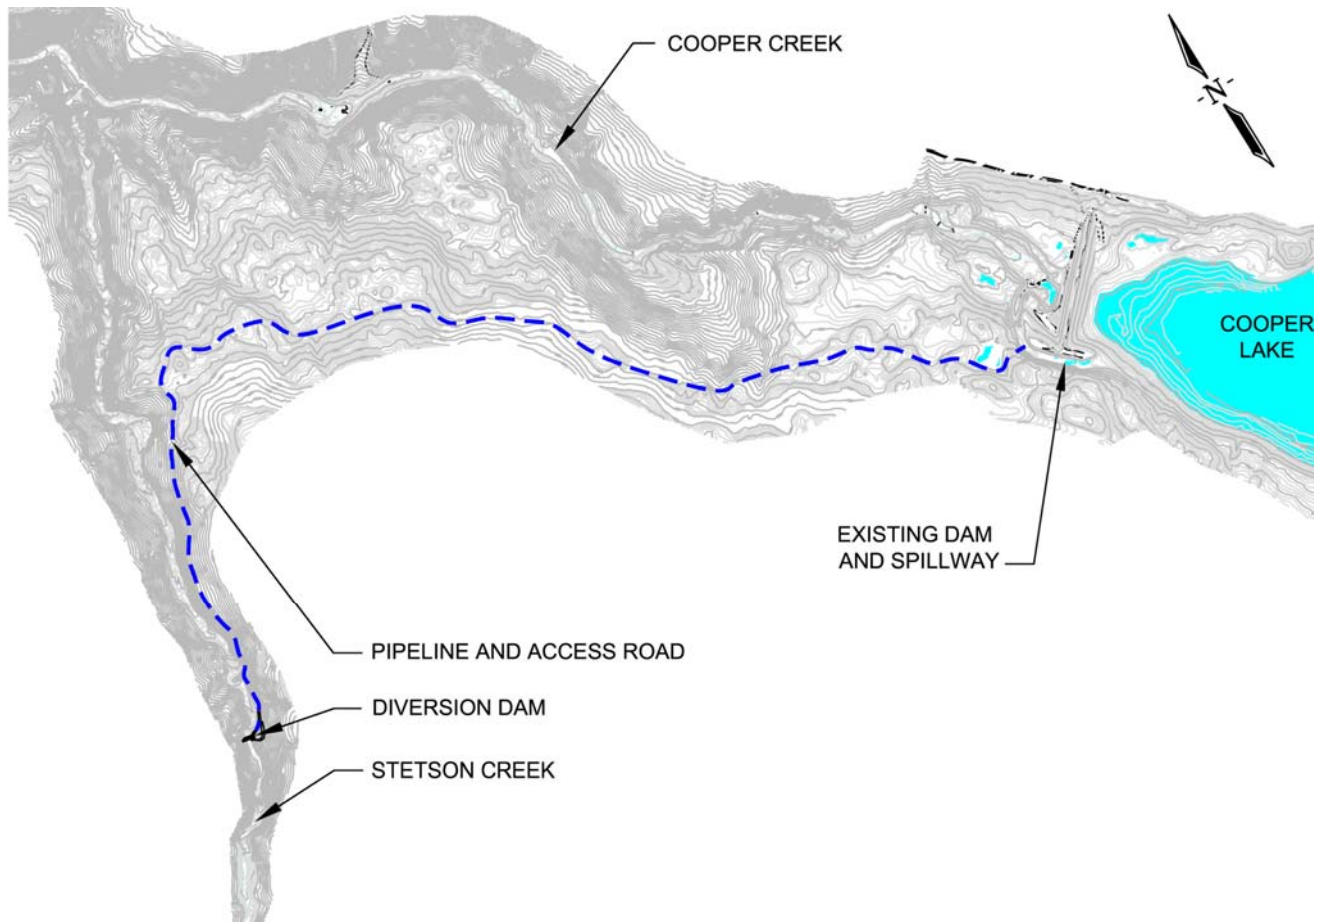 COOPER CREEK
-N-
COOPER
LAKE
EXISTING DAM
AND SPILLWAY
PIPELINE AND ACCESS ROAD
DIVERSION DAM
STETSON CREEK